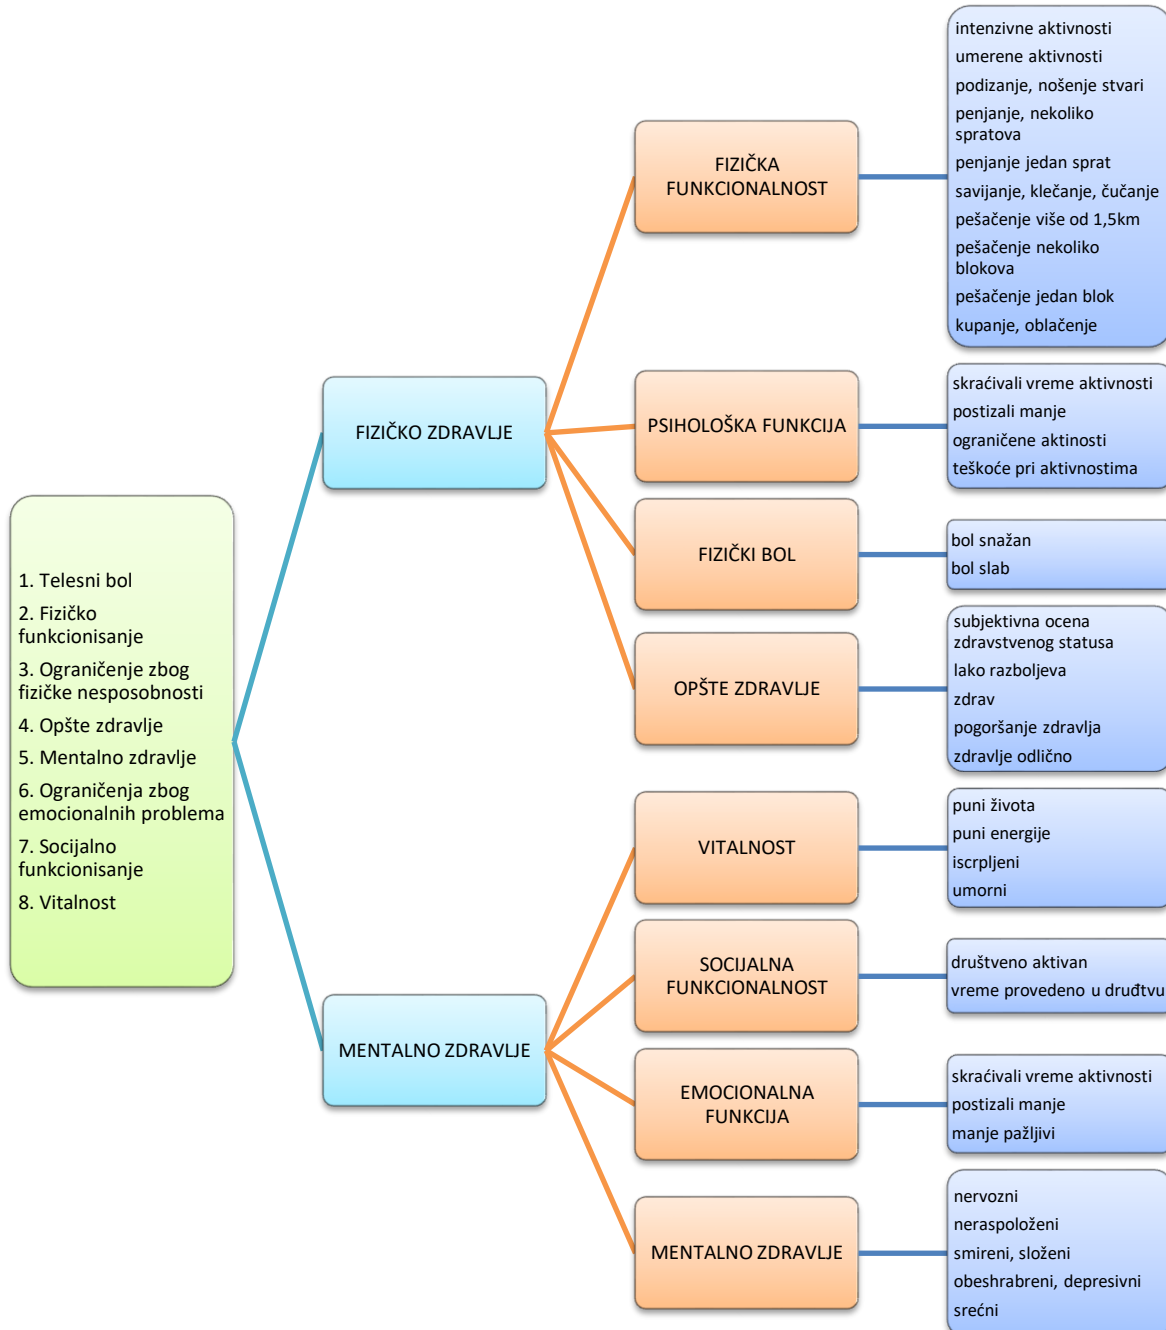 1. Telesni bol
2. Fizičko
funkcionisanje
3. Ograničenje zbog
fizičke nesposobnosti
4. Opšte zdravlje
5. Mentalno zdravlje
6. Ograničenja zbog
emocionalnih problema
7. Socijalno
funkcionisanje
8. Vitalnost
FIZIČKO ZDRAVLJE
FIZIČKA
FUNKCIONALNOST
intenzivne aktivnosti
umerene aktivnosti
podizanje, nošenje stvari
penjanje, nekoliko
spratova
penjanje jedan sprat
savijanje, klečanje, čučanje
pešačenje više od 1,5km
pešačenje nekoliko
blokova
pešačenje jedan blok
kupanje, oblačenje
PSIHOLOŠKA FUNKCIJA
skraćivali vreme aktivnosti
postizali manje
ograničene aktinosti
teškoće pri aktivnostima
FIZIČKI BOL
bol snažan
bol slab
OPŠTE ZDRAVLJE
subjektivna ocena
zdravstvenog statusa
lako razboljeva
zdrav
pogoršanje zdravlja
zdravlje odlično
MENTALNO ZDRAVLJE
VITALNOST
puni života
puni energije
iscrpljeni
umorni
SOCIJALNA
FUNKCIONALNOST
društveno aktivan
vreme provedeno u druđtvu
EMOCIONALNA
FUNKCIJA
skraćivali vreme aktivnosti
postizali manje
manje pažljivi
MENTALNO ZDRAVLJE
nervozni
neraspoloženi
smireni, složeni
obeshrabreni, depresivni
srećni